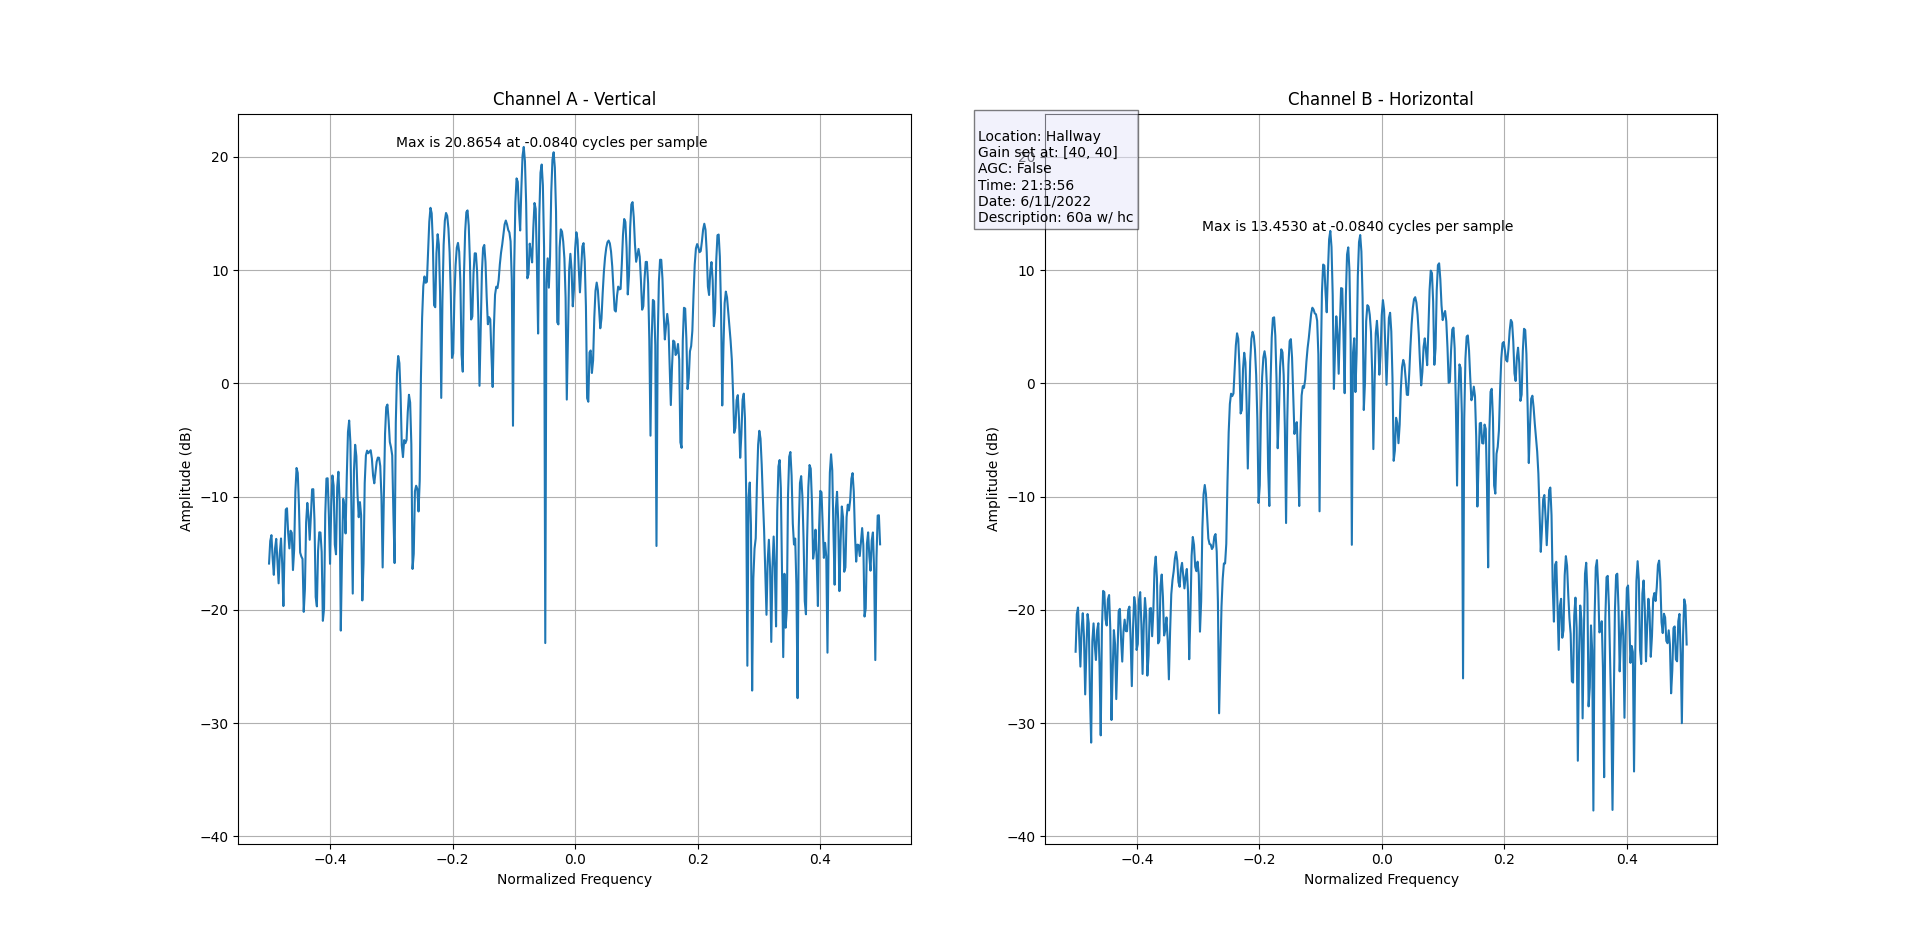 Channel A - Vertical
Max is 20.8654 at -0.0840 cycles per sample
20
10
0
−10
−20
−30
−40
Amplitude (dB)
−0.4 −0.2 0.0 0.2 0.4
Normalized Frequency
Channel B - Horizontal
Location: Hallway
Gain set at: [40, 40]
AGC: False
Time: 21:3:56
Date: 6/11/2022
Description: 60a w/ hc
Max is 13.4530 at -0.0840 cycles per sample
20
10
0
−10
−20
−30
−40
Amplitude (dB)
−0.4 −0.2 0.0 0.2 0.4
Normalized Frequency